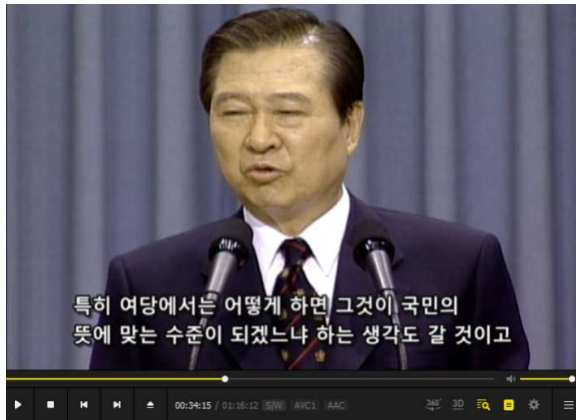 특히 여당에서는 어떻게 하면 그것이 국민의
뜻에 맞는 수준이 되겠느냐 하는 생각도 갈 것이고
00:34:15 / 01:16:12 S/W AVC1 AAC
360° 3D